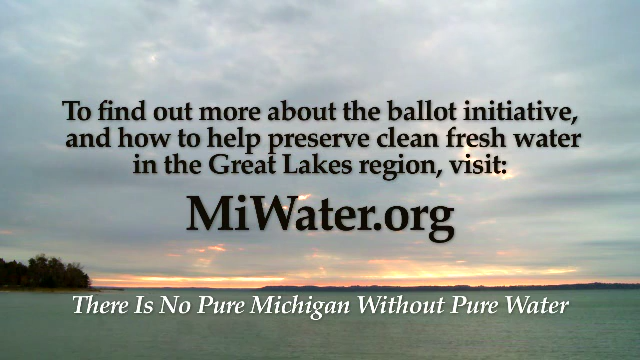 To find out more about the ballot initiative,
and how to help preserve clean fresh water
in the Great Lakes region, visit:
MiWater.org
There Is No Pure Michigan Without Pure Water